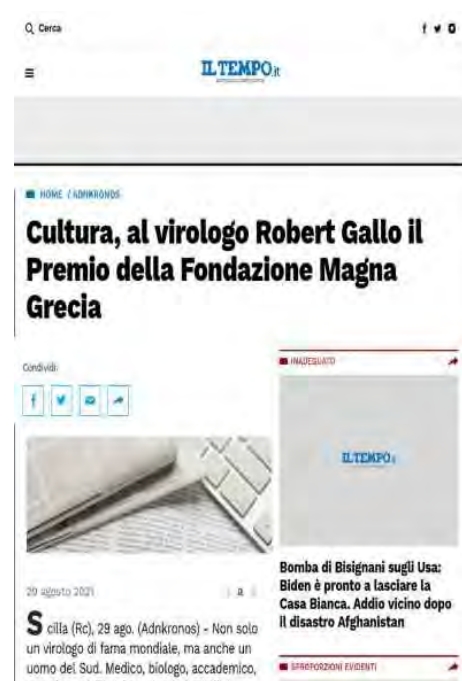 Cerca
IL TEMPO.it
HOME / ADNKRONOS
Cultura, al virologo Robert Gallo il
Premio della Fondazione Magna
Grecia
Condividi:
29 agosto 2021
a
Scilla (Rc), 29 ago. (Adnkronos) - Non solo
un virologo di fama mondiale, ma anche un
uomo del Sud. Medico, biologo, accademico,
INADEGUATO
IL TEMPO.it
Bomba di Bisignani sugli Usa:
Biden è pronto a lasciare la
Casa Bianca. Addio vicino dopo
il disastro Afghanistan
SPROPORZIONI EVIDENTI